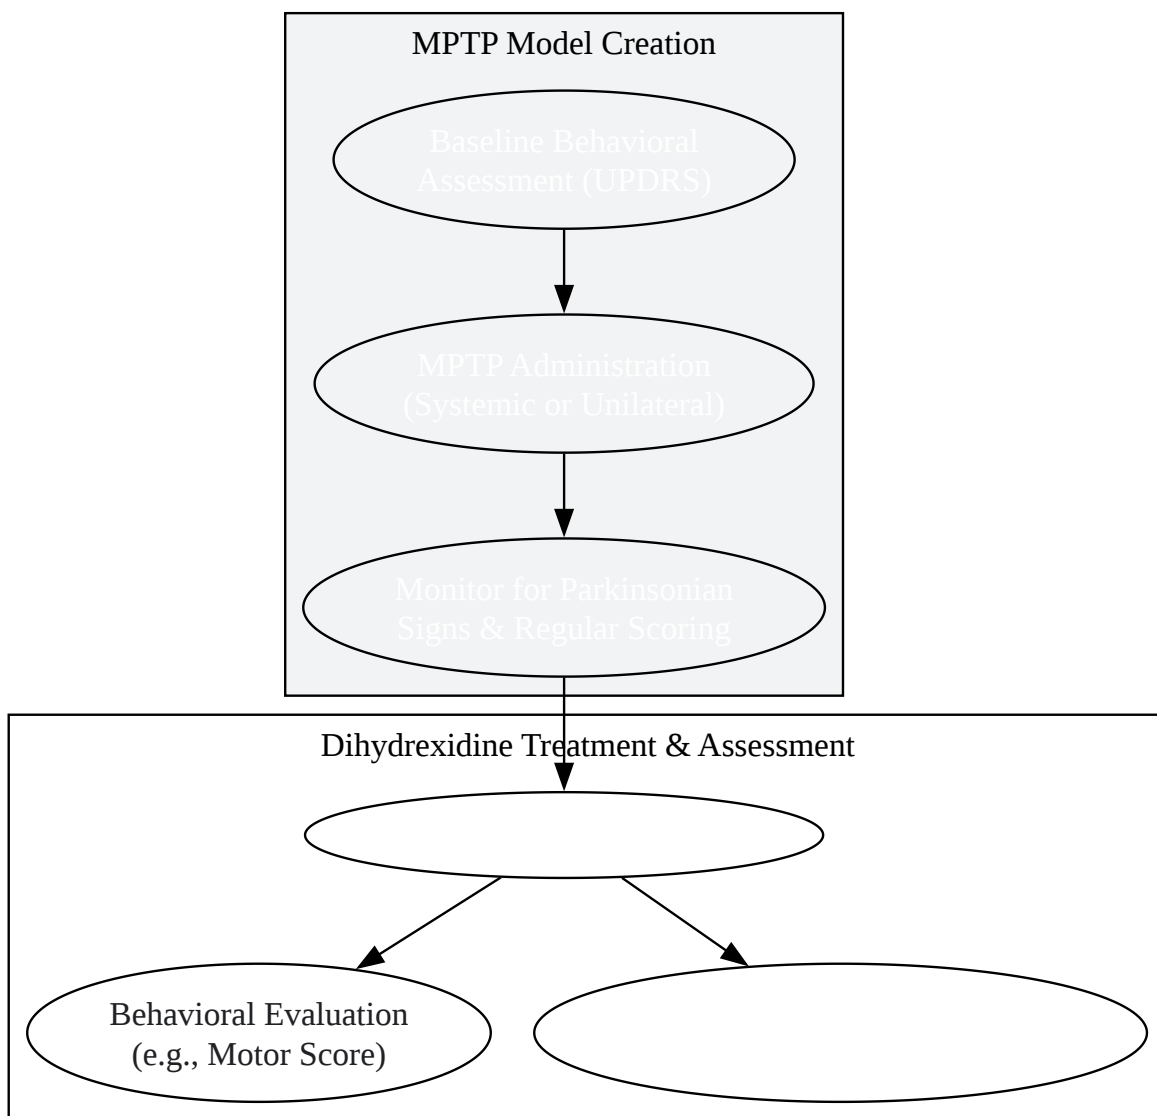 MPTP Model Creation
Baseline Behavioral
Assessment (UPDRS)
MPTP Administration
(Systemic or Unilateral)
Monitor for Parkinsonian
Signs & Regular Scoring
Dihydrexidine Treatment & Assessment
Behavioral Evaluation
(e.g., Motor Score)